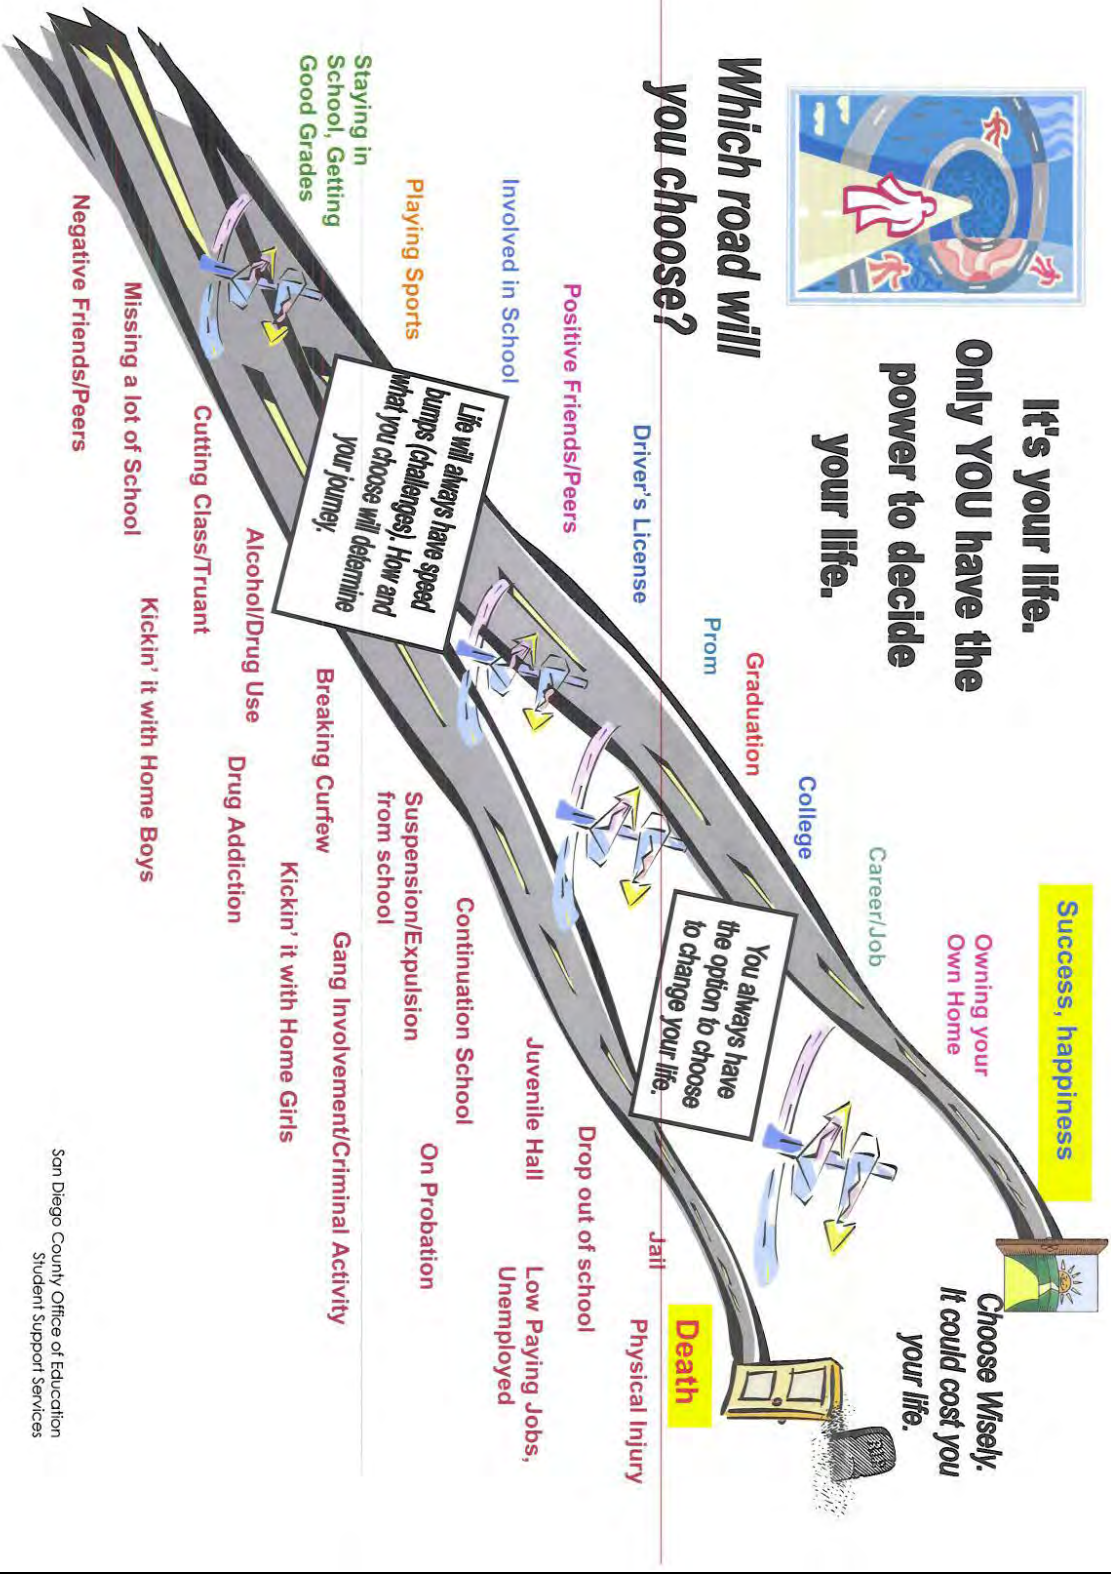 It's your life.
Only YOU have the
power to decide
your life.
Which road will
you choose?
Success, happiness
Owning your
Own Home
Career/Job
College
Graduation
Prom
Driver's License
Positive Friends/Peers
Involved in School
Playing Sports
Staying in
School, Getting
Good Grades
Choose Wisely.
It could cost you
your life.
Life will always have speed
bumps (challenges). How and
what you choose will determine
your journey.
You always have
the option to choose
to change your life.
Death
Physical Injury
Jail
Drop out of school
Low Paying Jobs,
Unemployed
Juvenile Hall
Continuation School
On Probation
Suspension/Expulsion
from school
Gang Involvement/Criminal Activity
Breaking Curfew
Kickin' it with Home Girls
Alcohol/Drug Use
Drug Addiction
Cutting Class/Truant
Kickin' it with Home Boys
Missing a lot of School
Negative Friends/Peers
RIP
San Diego County Office of Education
Student Support Services